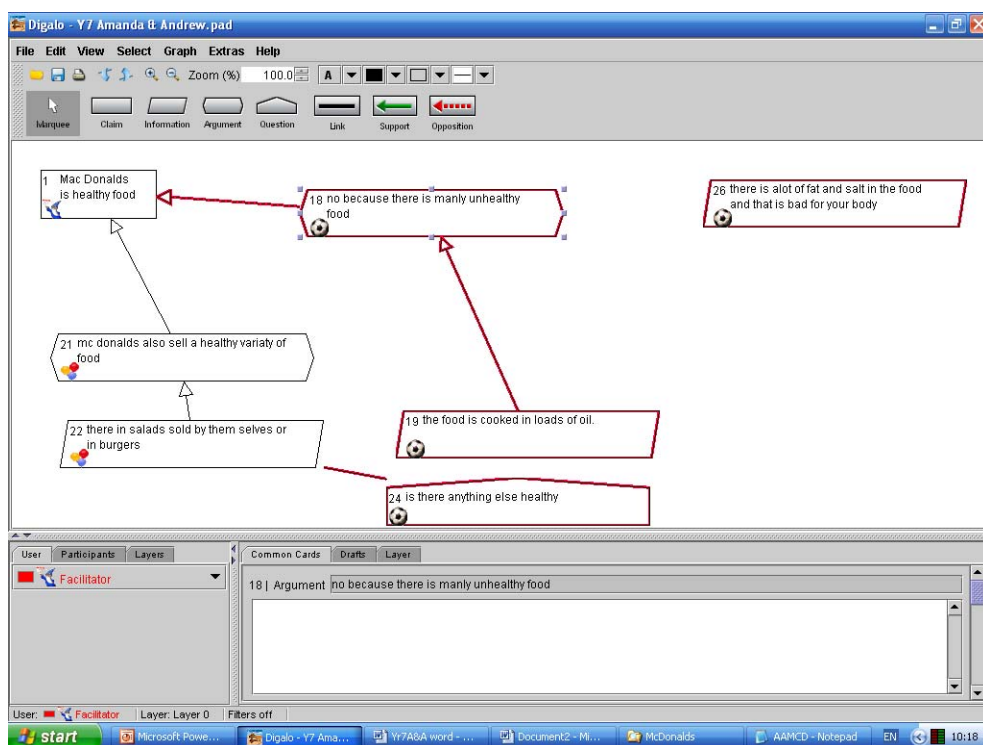 Digalo - Y7 Amanda & Andrew.pad
File Edit View Select Graph Extras Help
Zoom (%) 100.0 A
Marquee Claim Information Argument Question Link Support Opposition
1 Mac Donalds
is healthy food
18 no because there is manly unhealthy
food
26 there is alot of fat and salt in the food
and that is bad for your body
21 mc donalds also sell a healthy variaty of
food
22 there in salads sold by them selves or
in burgers
19 the food is cooked in loads of oil.
24 is there anything else healthy
User Participants Layers
Facilitator
Common Cards Drafts Layer
18 | Argument no because there is manly unhealthy food
User: Facilitator Layer: Layer 0 Filters off
start Microsoft Powe... Digalo - Y7 Ama... Yr7A&A word - ... Document2 - Mi... McDonalds AAMCD - Notepad EN 10:18